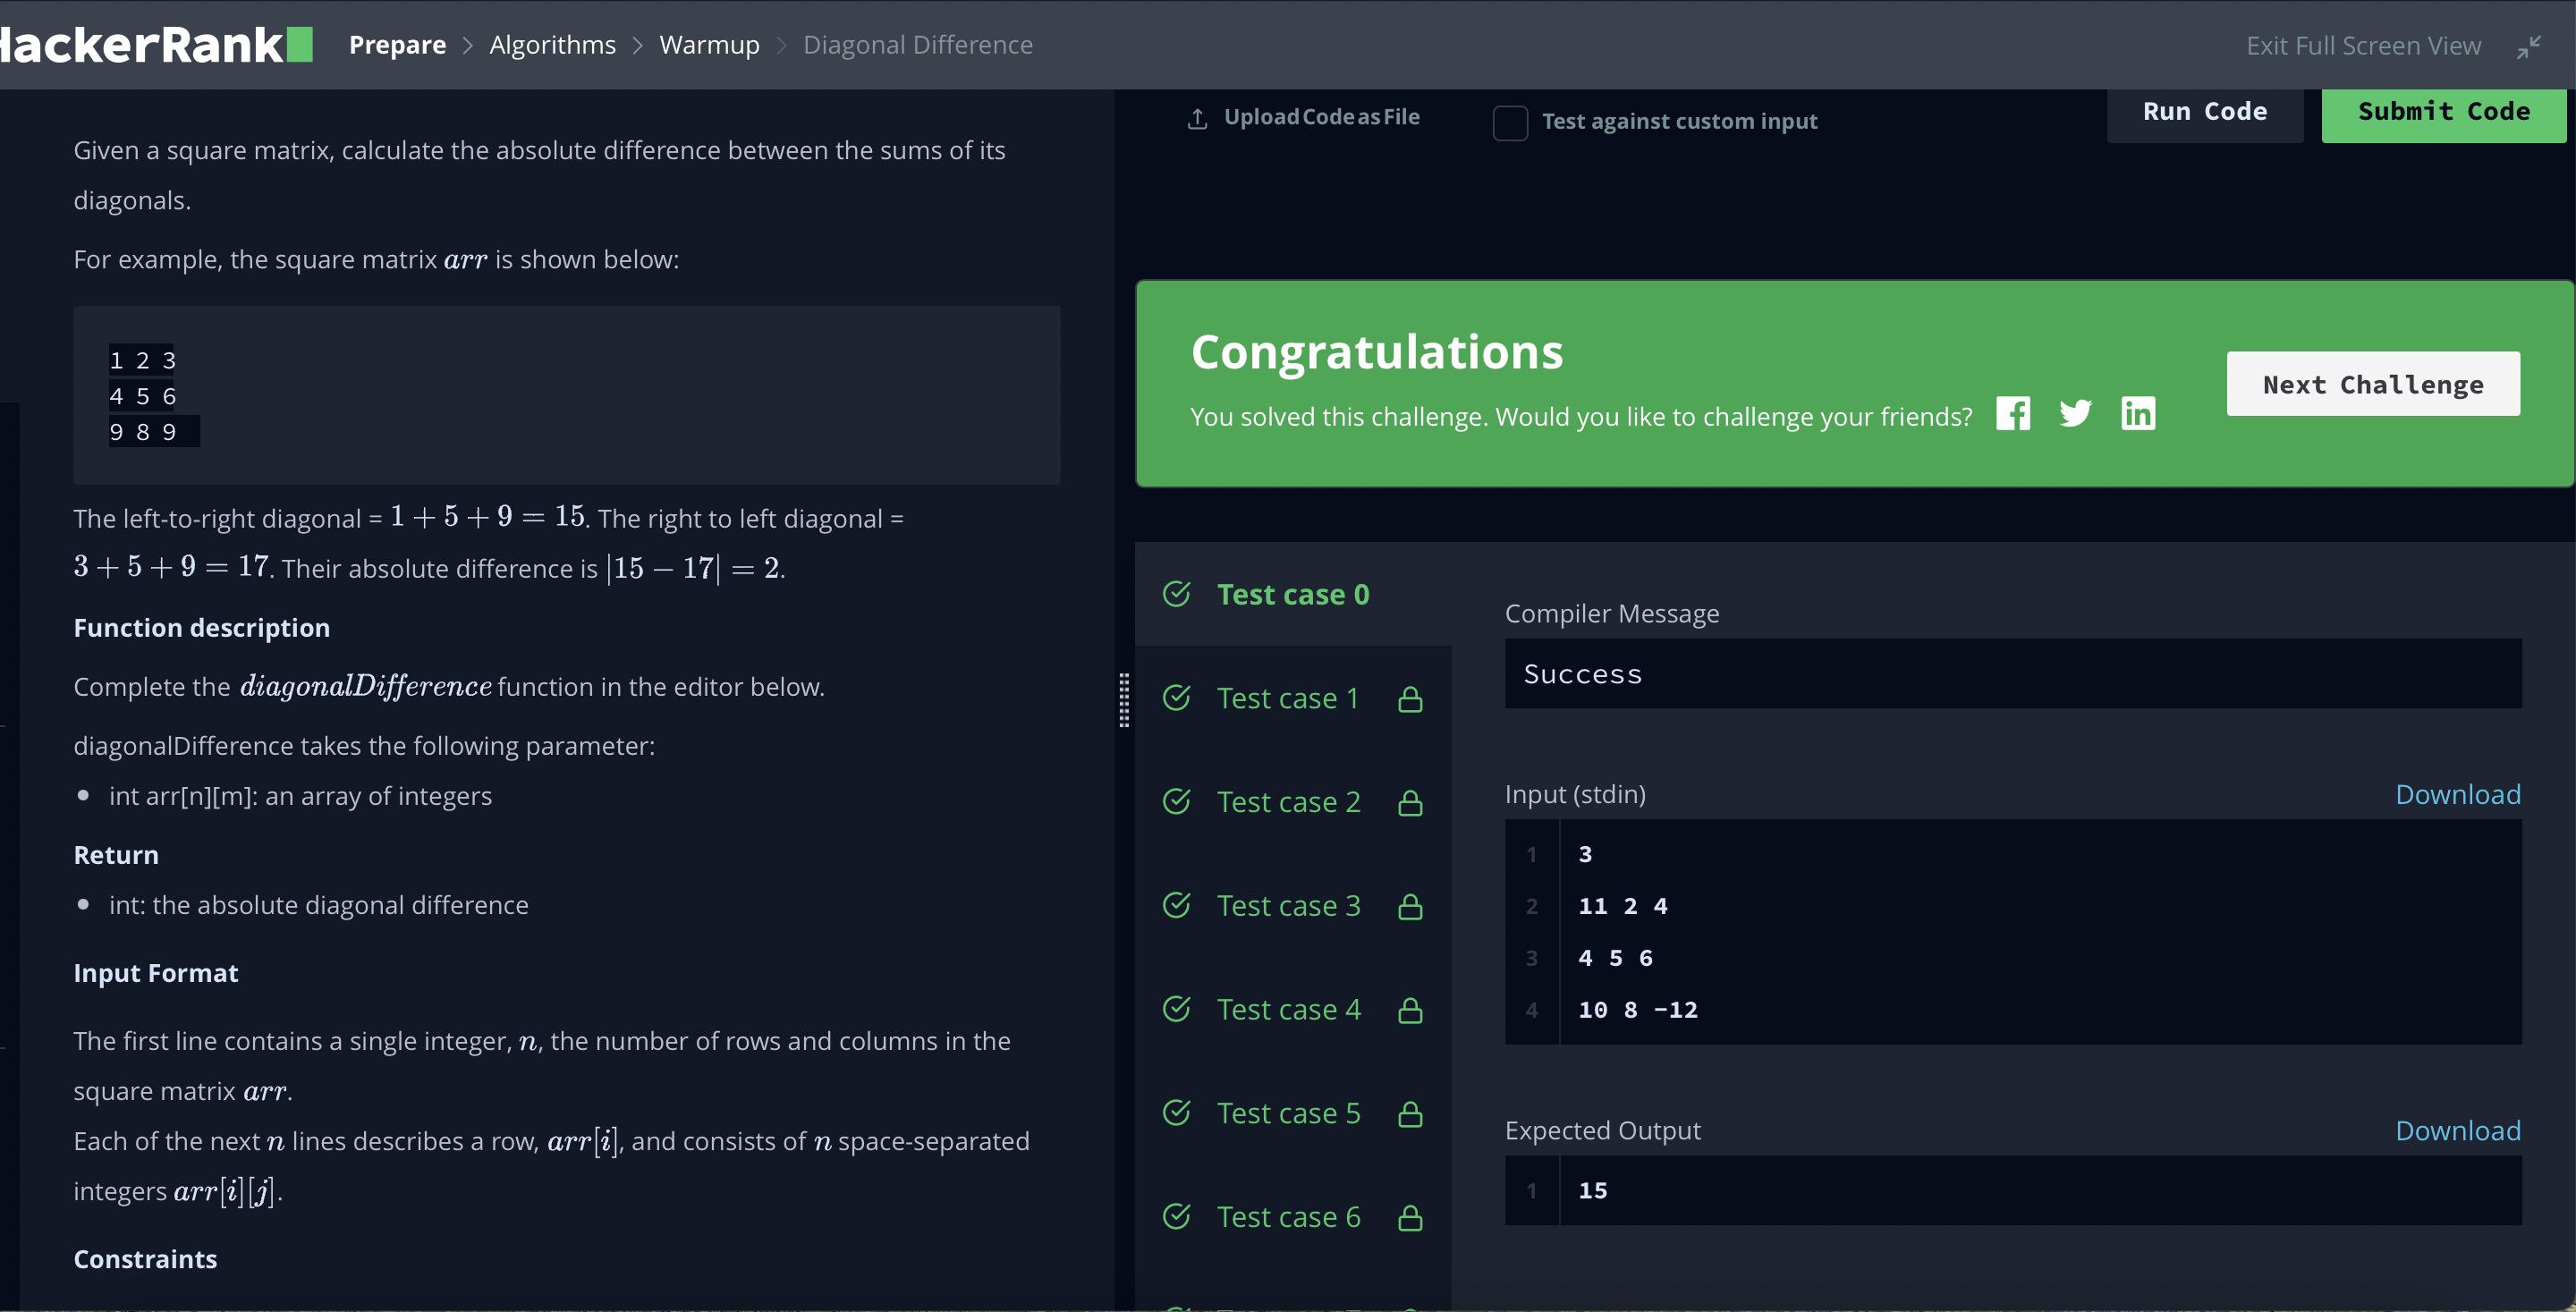 HackerRank
Prepare > Algorithms > Warmup > Diagonal Difference
Exit Full Screen View
Given a square matrix, calculate the absolute difference between the sums of its
diagonals.
For example, the square matrix arr is shown below:
1 2 3
4 5 6
9 8 9
The left-to-right diagonal = 1 + 5 + 9 = 15. The right to left diagonal =
3 + 5 + 9 = 17. Their absolute difference is |15 − 17| = 2.
Function description
Complete the diagonalDifference function in the editor below.
diagonalDifference takes the following parameter:
• int arr[n][m]: an array of integers
Return
• int: the absolute diagonal difference
Input Format
The first line contains a single integer, n, the number of rows and columns in the
square matrix arr.
Each of the next n lines describes a row, arr[i], and consists of n space-separated
integers arr[i][j].
Constraints
Upload Code as File
Test against custom input
Run Code
Submit Code
Congratulations
You solved this challenge. Would you like to challenge your friends?
Next Challenge
Test case 0
Test case 1
Test case 2
Test case 3
Test case 4
Test case 5
Test case 6
Compiler Message
Success
Input (stdin)
Download
1 3
2 11 2 4
3 4 5 6
4 10 8 -12
Expected Output
Download
1 15